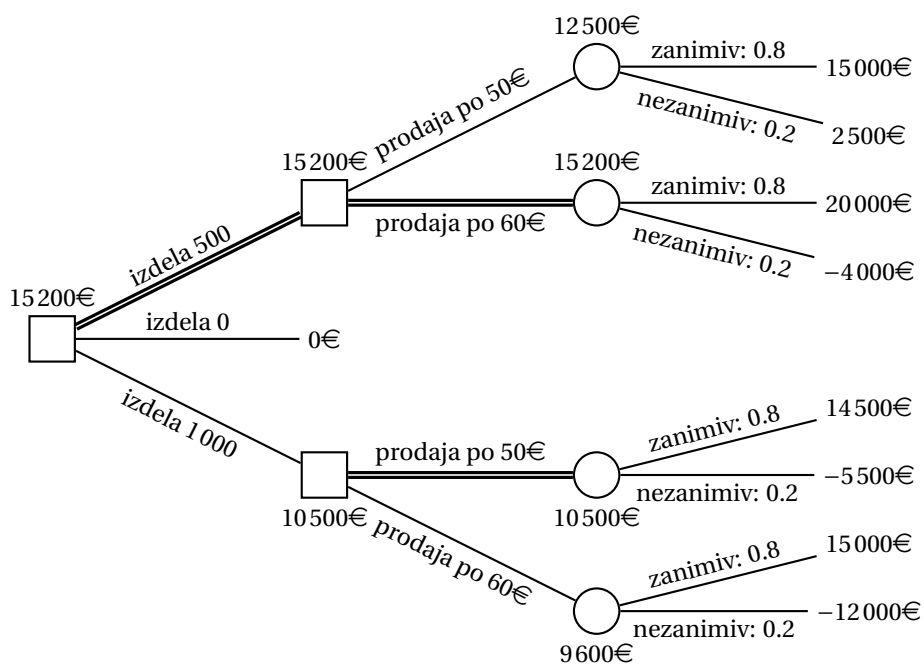 12 500€
zanimiv: 0.8
15 000€
prodaja po 50€
nezanimiv: 0.2
2 500€
15 200€
15 200€
zanimiv: 0.8
20 000€
prodaja po 60€
nezanimiv: 0.2
−4 000€
izdela 500
15 200€
izdela 0
0€
izdela 1 000
14 500€
zanimiv: 0.8
prodaja po 50€
−5 500€
nezanimiv: 0.2
10 500€
10 500€
prodaja po 60€
15 000€
zanimiv: 0.8
−12 000€
nezanimiv: 0.2
9 600€